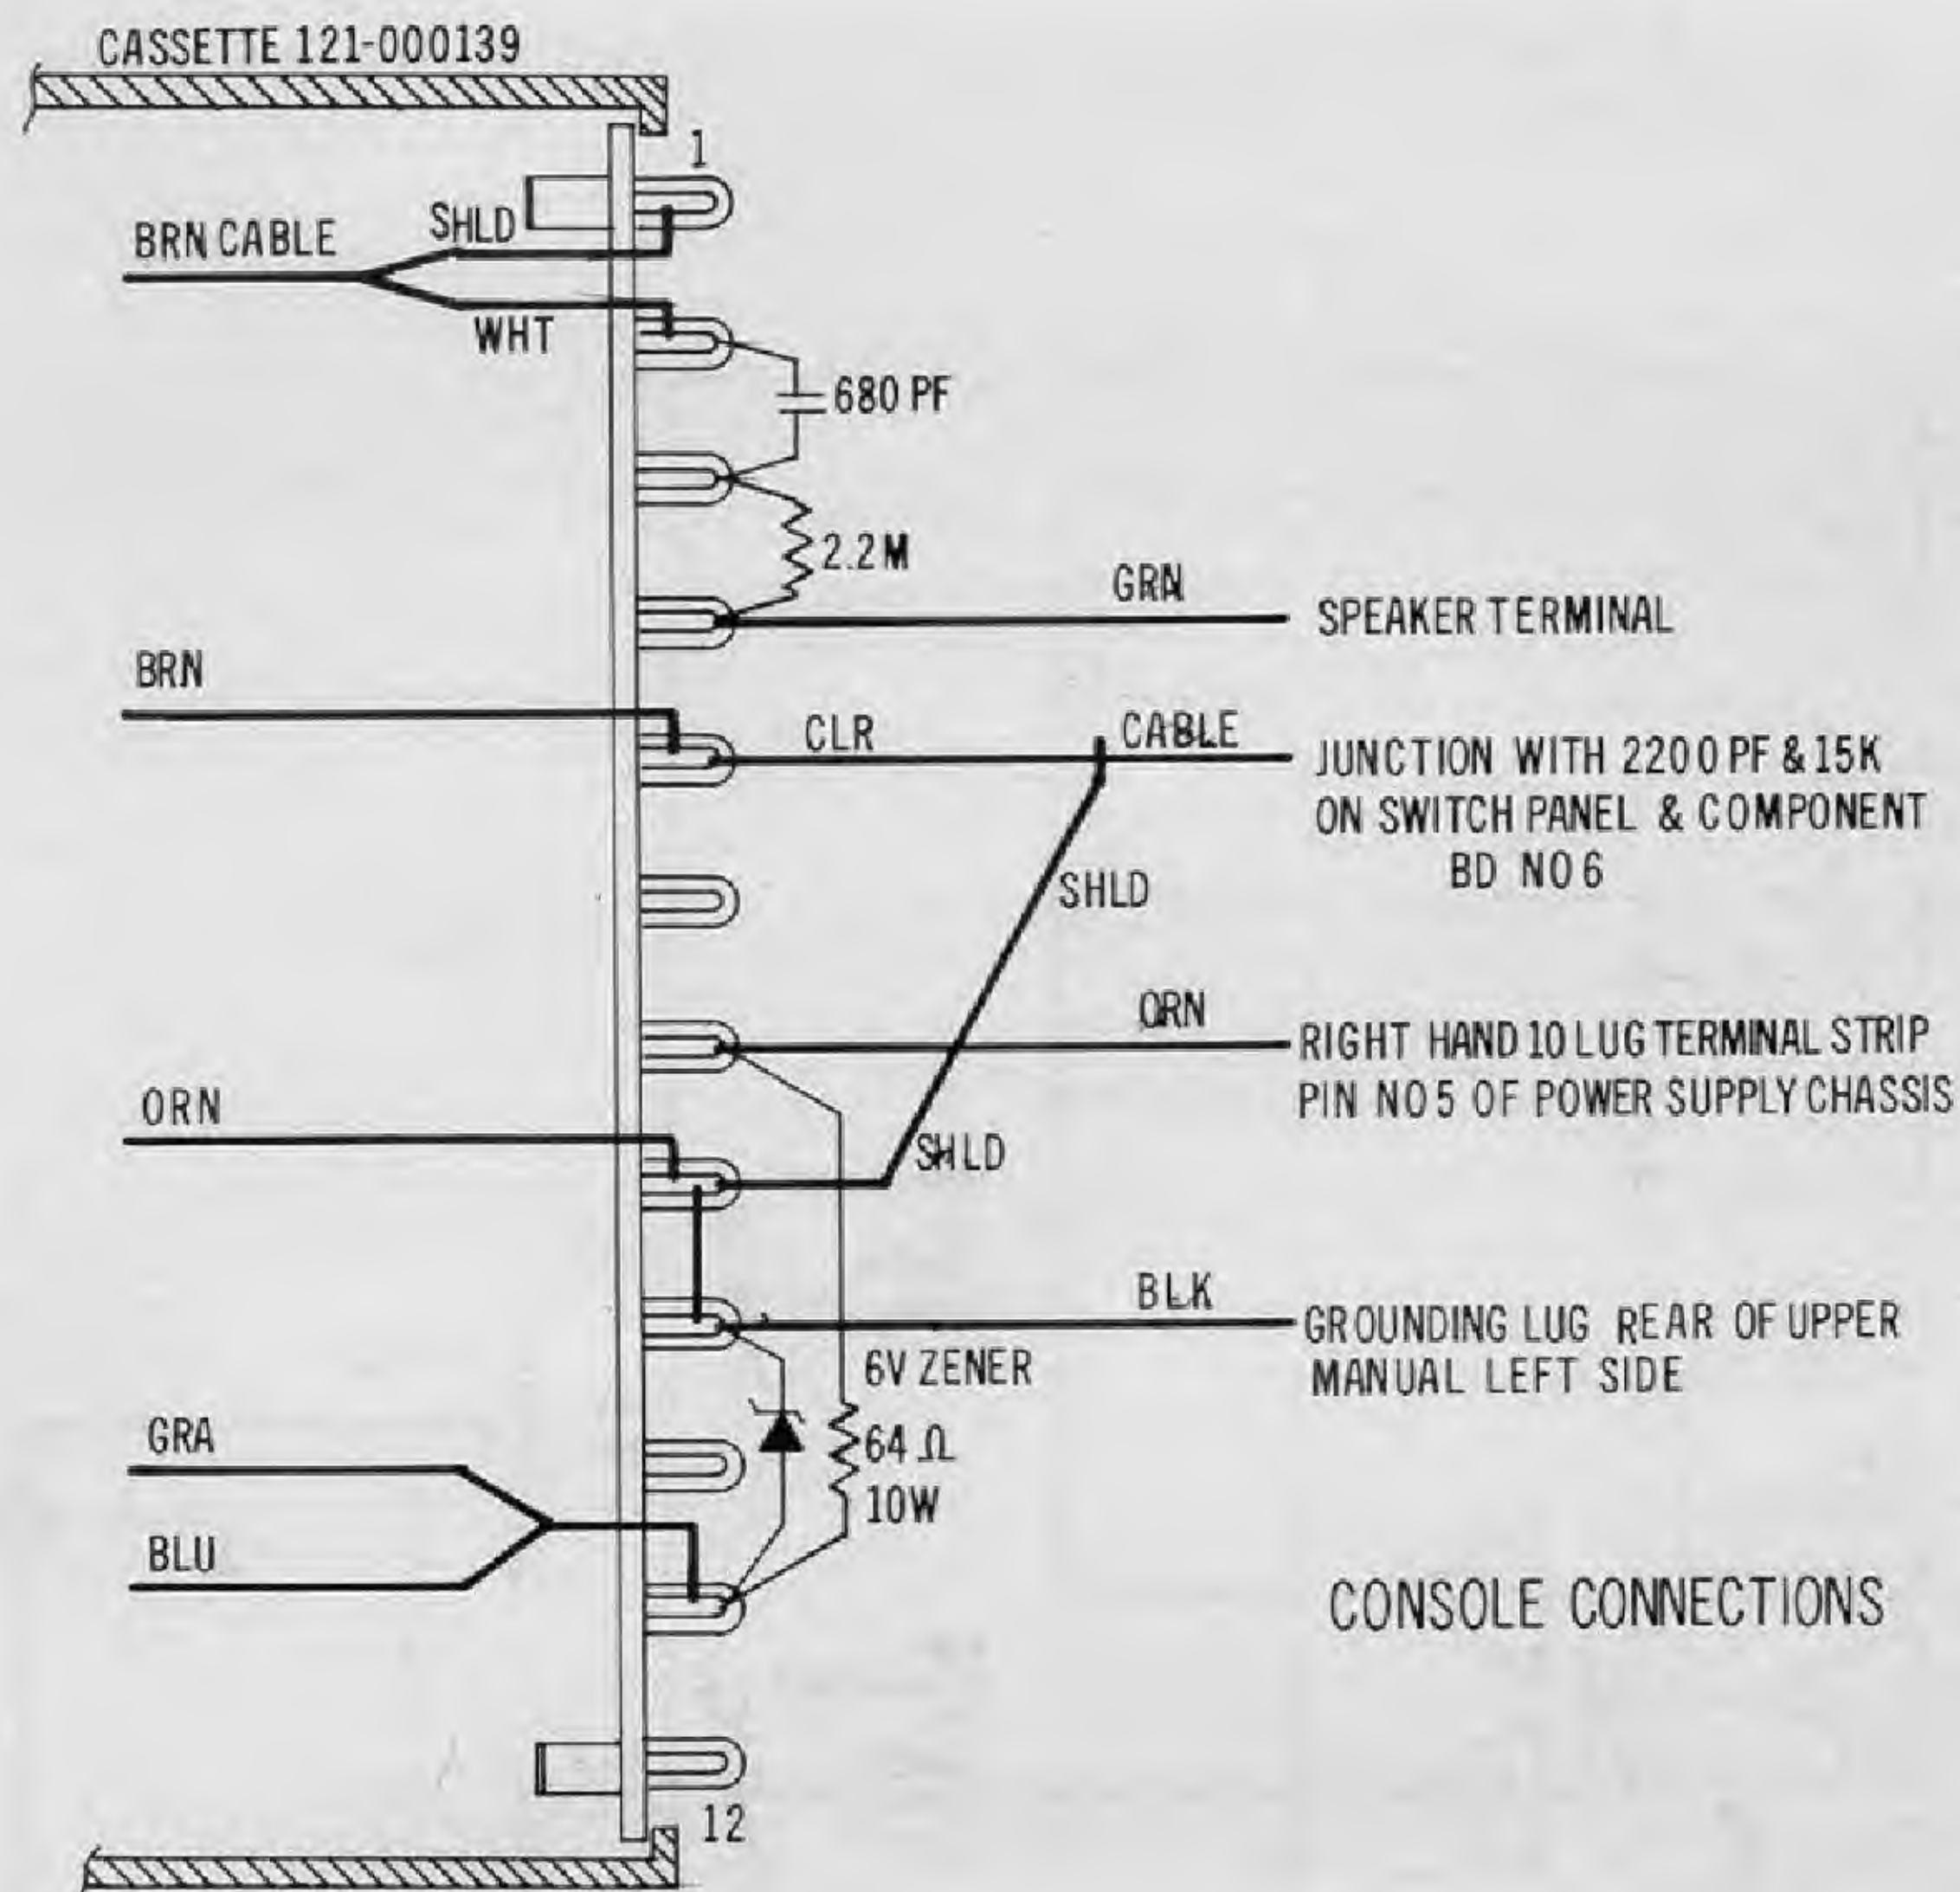 CASSETTE 121-000139
1
SHLD
BRN CABLE
WHT
680 PF
2.2M
GRN
SPEAKER TERMINAL
BRN
CLR
CABLE
JUNCTION WITH 2200 PF & 15K
ON SWITCH PANEL & COMPONENT
BD NO 6
SHLD
ORN
RIGHT HAND 10 LUG TERMINAL STRIP
PIN NO 5 OF POWER SUPPLY CHASSIS
ORN
SHLD
BLK
GROUNDING LUG REAR OF UPPER
MANUAL LEFT SIDE
6V ZENER
GRA
64 Ω
10W
BLU
CONSOLE CONNECTIONS
12